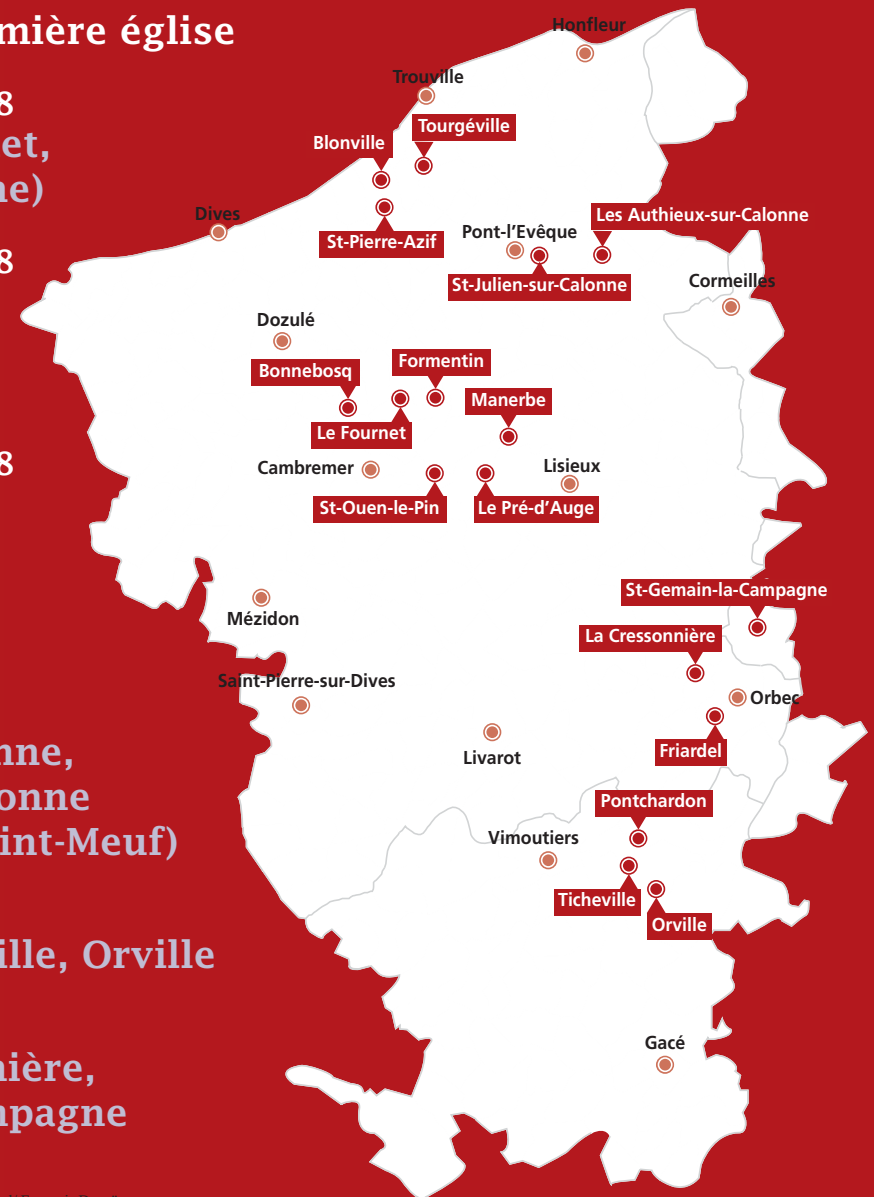 mière église
8
et,
ne)
8
8
nne,
onne
int-Meuf)
ille, Orville
nière,
npagne
Honfleur
Trouville
Tourgéville
Blonville
Dives
Les Authieux-sur-Calonne
St-Pierre-Azif
Pont-l'Evêque
St-Julien-sur-Calonne
Cormeilles
Dozulé
Formentin
Bonnebosq
Manerbe
Le Fournet
Cambremer
Lisieux
St-Ouen-le-Pin
Le Pré-d'Auge
St-Gemain-la-Campagne
Mézidon
La Cressonnière
Saint-Pierre-sur-Dives
Orbec
Livarot
Friardel
Pontchardon
Vimoutiers
Ticheville
Orville
Gacé